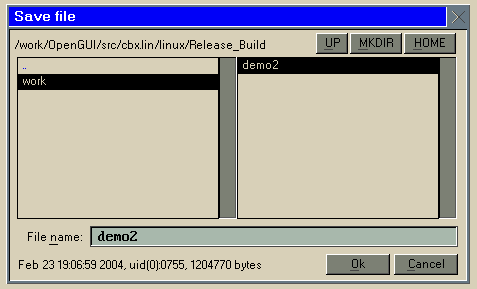 Save file
/work/OpenGUI/src/cbx.lin/linux/Release_Build UP MKDIR HOME
.. demo2
work
File name: demo2
Feb 23 19:06:59 2004, uid(0):0755, 1204770 bytes Ok Cancel